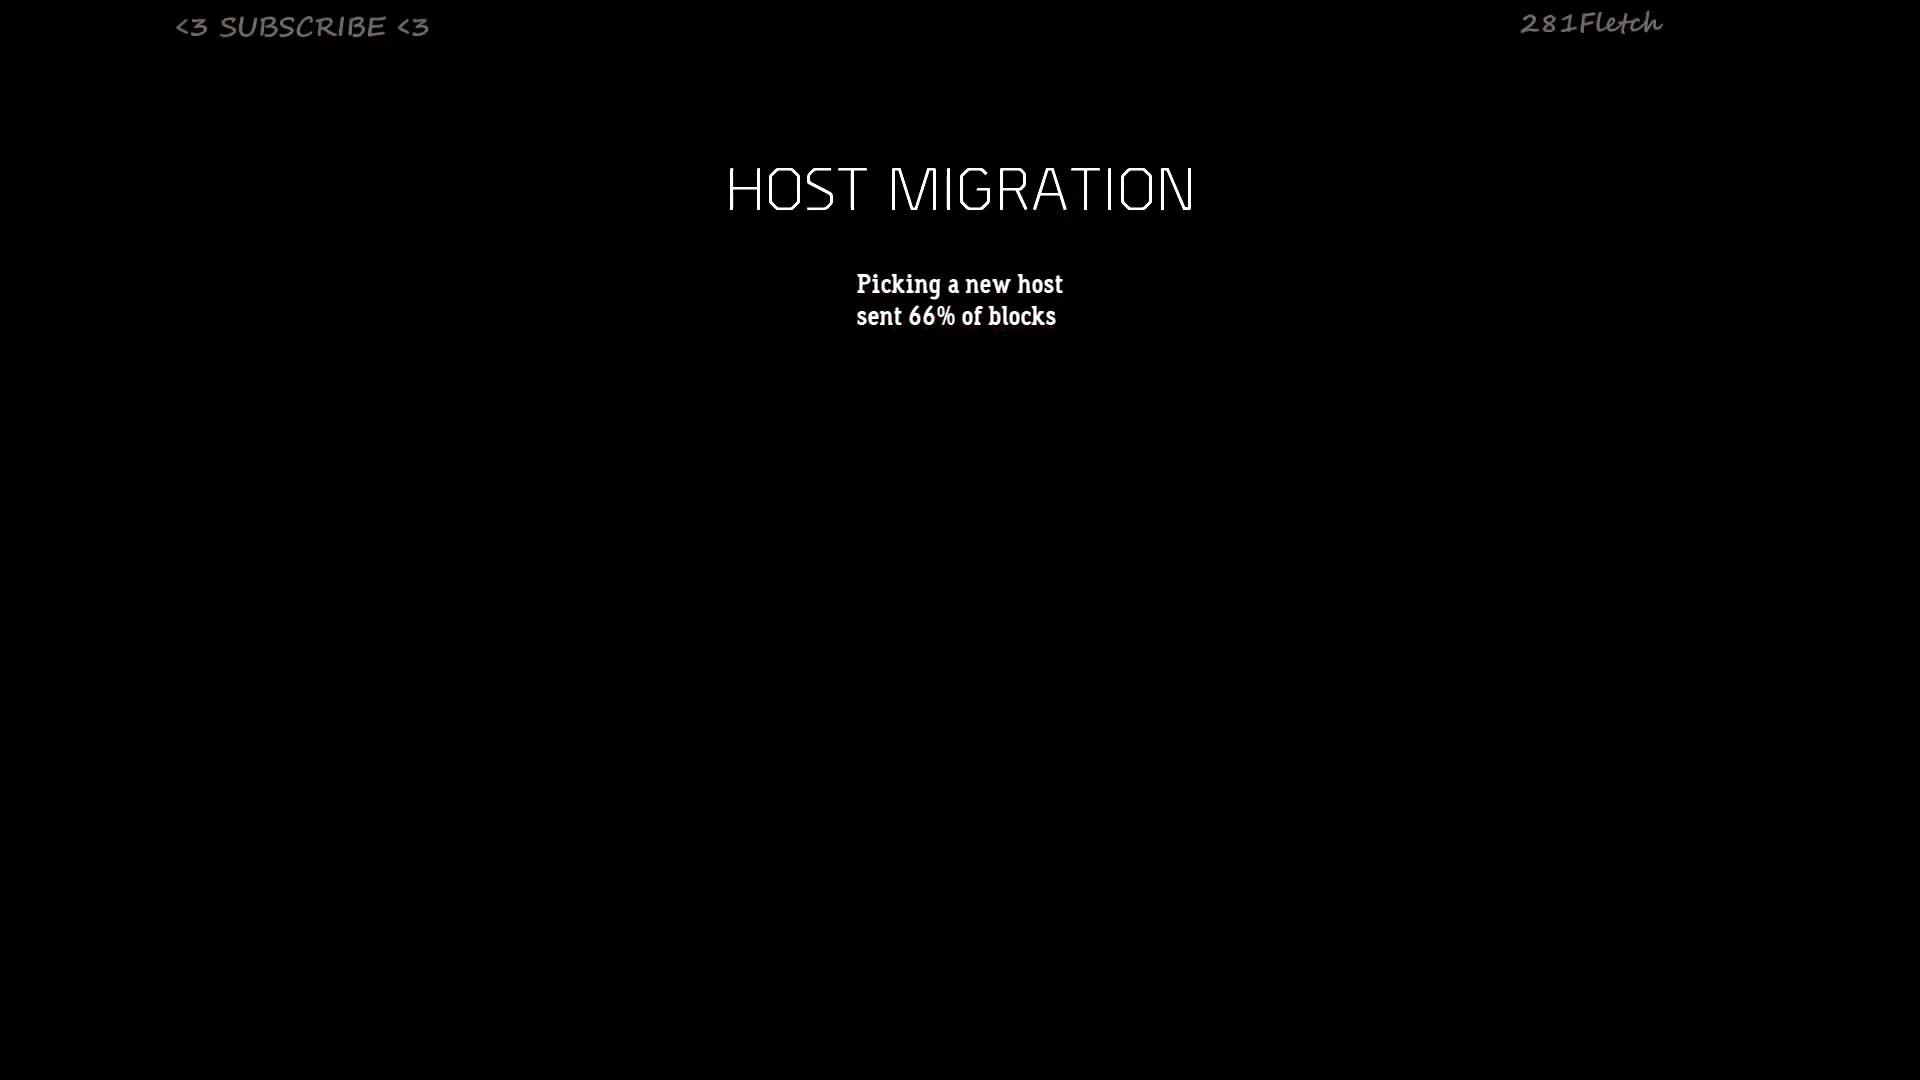 <3 SUBSCRIBE <3
281Fletch
HOST MIGRATION
Picking a new host
sent 66% of blocks